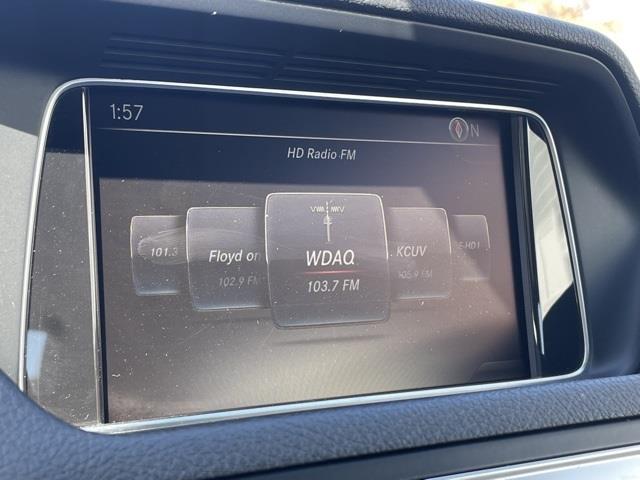 1:57
N
HD Radio FM
101.3
Floyd on
102.9 FM
WDAQ
103.7 FM
. KCUV
105.9 FM
-HD1